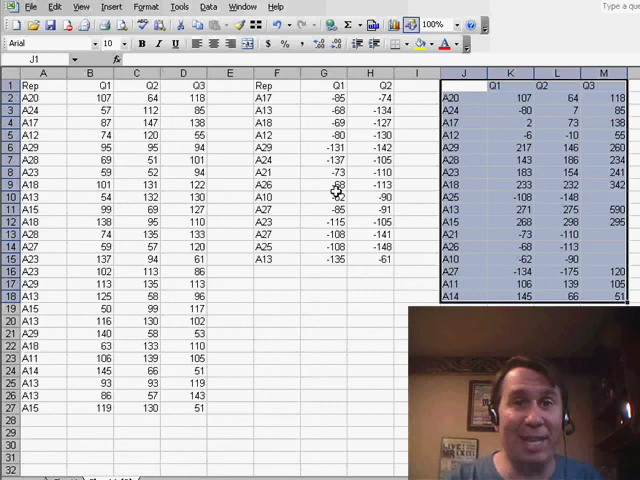 File Edit View Insert Format Tools Data Window Help Type a que
100%
Arial 10 B I U $ % ,
J1 fx
A B C D E F G H I J K L M
1 Rep Q1 Q2 Q3 Rep Q1 Q2 Q1 Q2 Q3
2 A20 107 64 118 A17 -85 -74 A20 107 64 118
3 A24 57 112 85 A13 -68 -134 A24 -80 7 85
4 A17 87 147 138 A18 -69 -127 A17 2 73 138
5 A12 74 120 55 A12 -80 -130 A12 -6 -10 55
6 A29 95 95 94 A29 -131 -142 A29 217 146 260
7 A28 69 51 101 A24 -137 -105 A28 143 186 234
8 A23 59 52 94 A21 -73 -110 A23 183 154 241
9 A18 101 131 122 A26 -68 -113 A18 233 232 342
10 A13 54 132 130 A10 -62 -90 A25 -108 -148
11 A15 99 69 127 A27 -85 -91 A13 271 275 590
12 A18 138 95 110 A23 -115 -105 A15 268 298 295
13 A28 74 135 133 A27 -108 -141 A21 -73 -110
14 A27 59 57 120 A25 -108 -148 A26 -68 -113
15 A23 137 94 61 A13 -135 -61 A10 -62 -90
16 A23 102 113 86 A27 -134 -175 120
17 A29 113 135 113 A11 106 139 105
18 A13 125 58 96 A14 145 66 51
19 A15 50 99 117
20 A13 116 130 102
21 A29 140 58 53
22 A18 63 133 110
23 A11 106 139 105
24 A14 145 66 51
25 A13 93 93 119
26 A13 86 57 143
27 A15 119 130 51
28
29
30
31
32
LIVE!